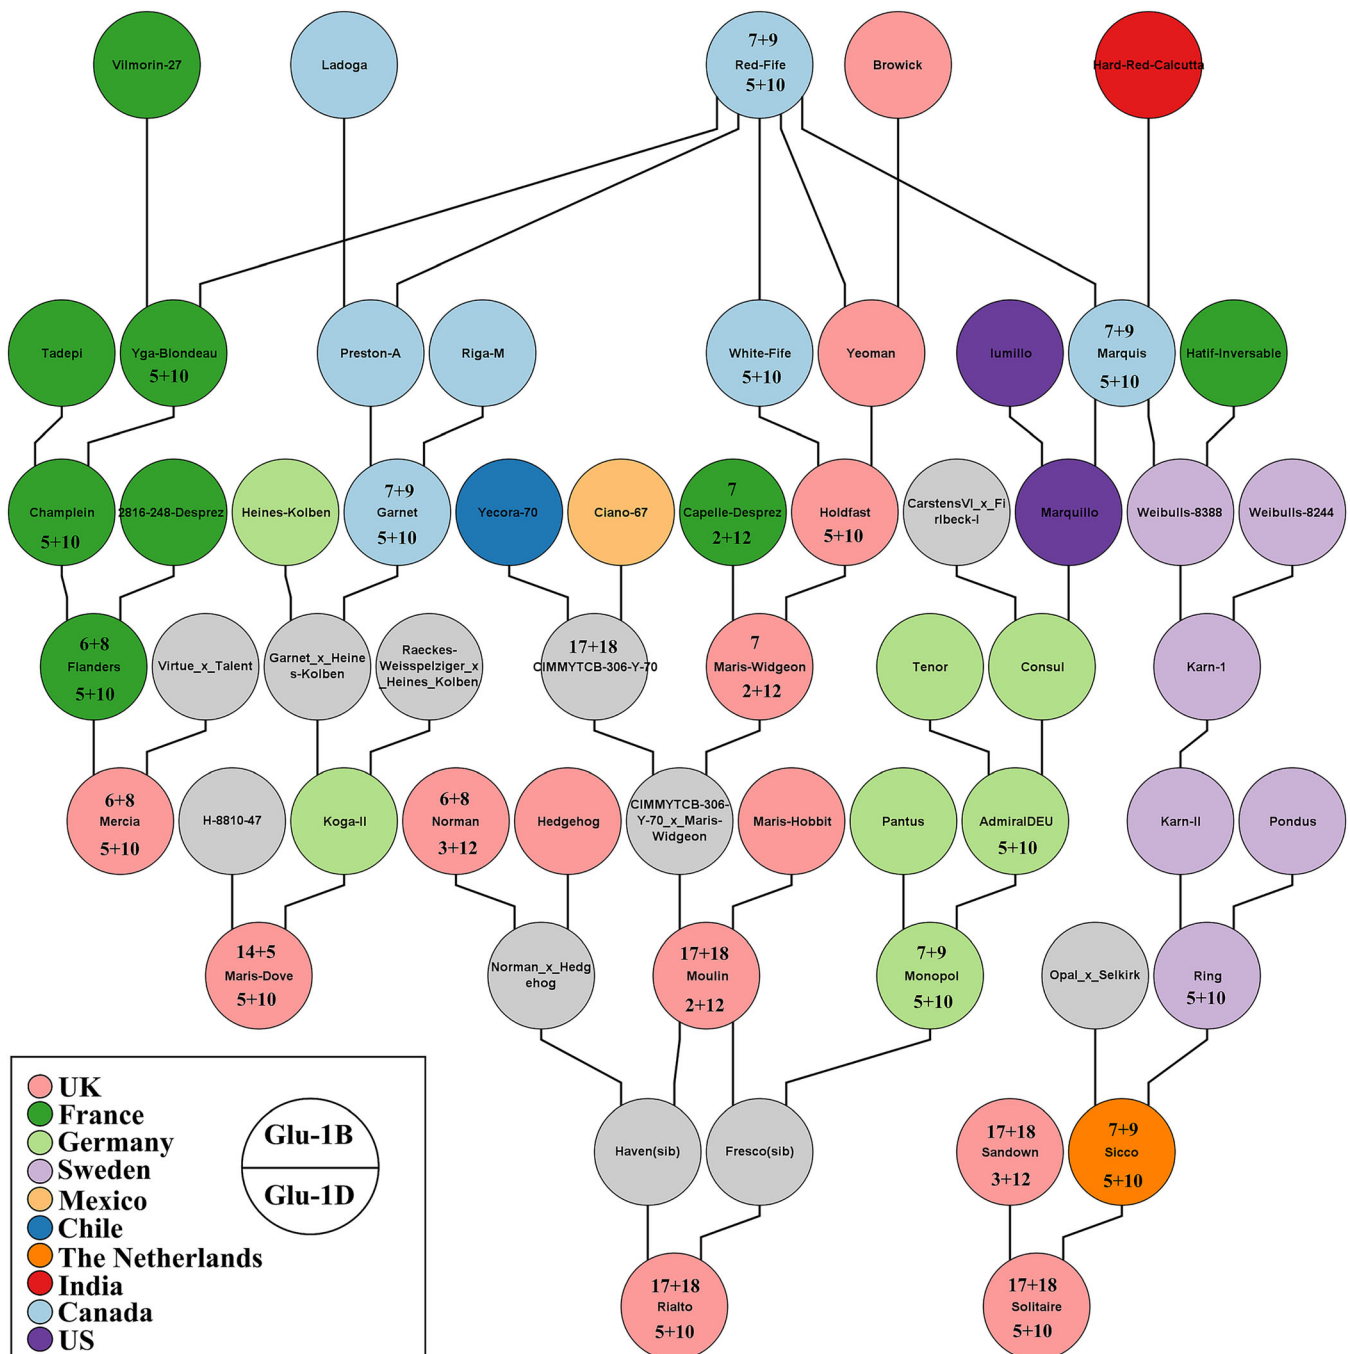 Vilmorin-27
Ladoga
7+9
Red-Fife
5+10
Browick
Hard-Red-Calcutta
Tadepi
Yga-Blondeau
5+10
Preston-A
Riga-M
White-Fife
5+10
Yeoman
Iumillo
7+9
Marquis
5+10
Hatif-Inversable
Champlein
5+10
2816-248-Desprez
Heines-Kolben
7+9
Garnet
5+10
Yecora-70
Ciano-67
7
Capelle-Desprez
2+12
Holdfast
5+10
CarstensVI_x_Fi
rlbeck-I
Marquillo
Weibulls-8388
Weibulls-8244
6+8
Flanders
5+10
Virtue_x_Talent
Garnet_x_Heine
s-Kolben
Raeckes-
Weisspelziger_x
_Heines_Kolben
17+18
CIMMYTCB-306-Y-70
7
Maris-Widgeon
2+12
Tenor
Consul
Karn-1
6+8
Mercia
5+10
H-8810-47
Koga-II
6+8
Norman
3+12
Hedgehog
CIMMYTCB-306-
Y-70_x_Maris-
Widgeon
Maris-Hobbit
Pantus
AdmiralDEU
5+10
Karn-II
Pondus
14+5
Maris-Dove
5+10
Norman_x_Hedg
ehog
17+18
Moulin
2+12
7+9
Monopol
5+10
Opal_x_Selkirk
Ring
5+10
Haven(sib)
Fresco(sib)
17+18
Sandown
3+12
7+9
Sicco
5+10
17+18
Rialto
5+10
17+18
Solitaire
5+10
UK
France
Germany
Sweden
Mexico
Chile
The Netherlands
India
Canada
US
Glu-1B
Glu-1D